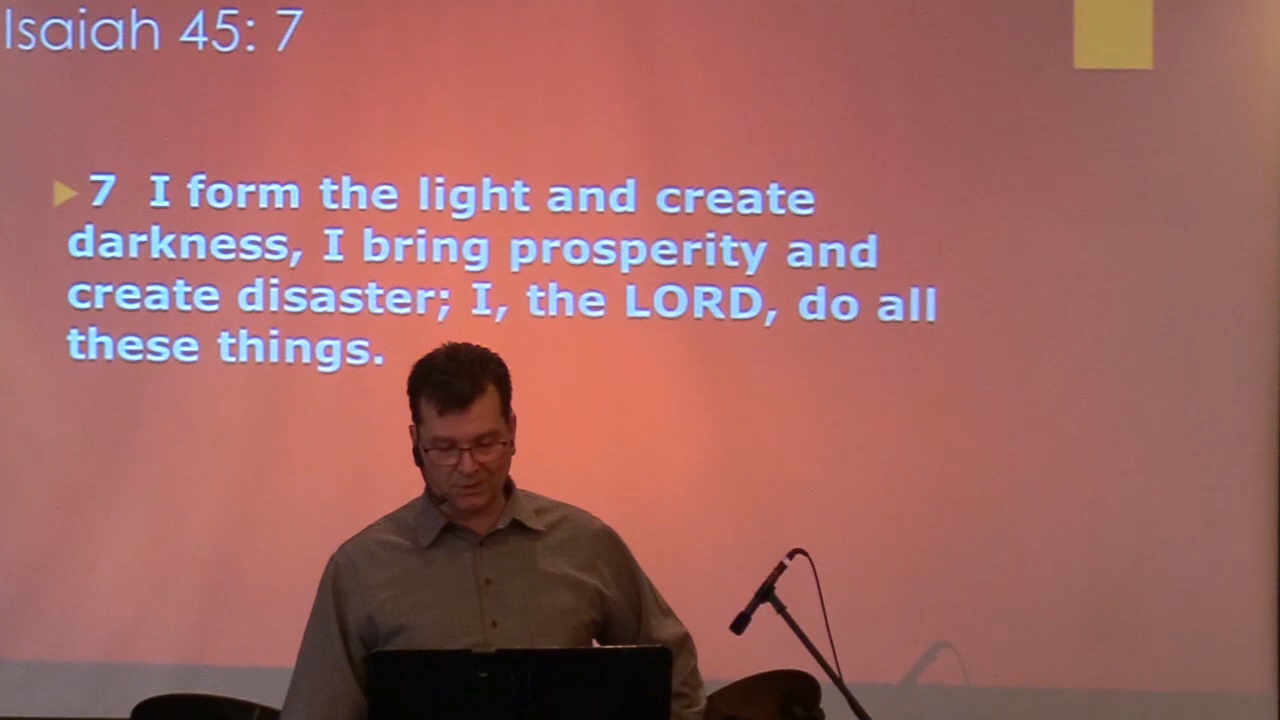 Isaiah 45: 7
7 I form the light and create
darkness, I bring prosperity and
create disaster; I, the LORD, do all
these things.